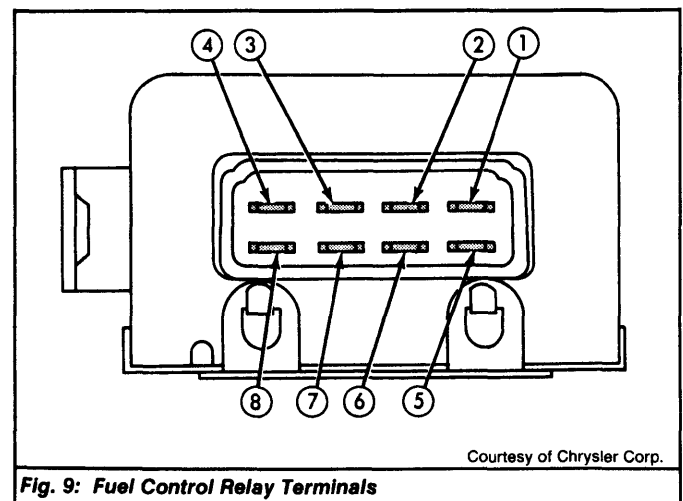 4 3 2 1
8 7 6 5
Courtesy of Chrysler Corp.
Fig. 9: Fuel Control Relay Terminals